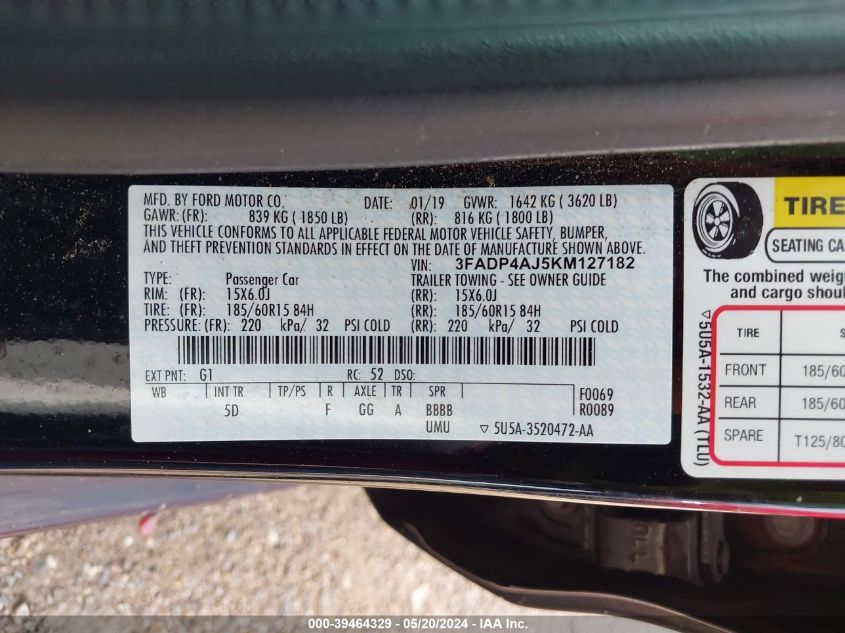 MFD. BY FORD MOTOR CO. DATE: 01/19 GVWR: 1642 KG ( 3620 LB)
GAWR: (FR): 839 KG ( 1850 LB) (RR): 816 KG ( 1800 LB)
THIS VEHICLE CONFORMS TO ALL APPLICABLE FEDERAL MOTOR VEHICLE SAFETY, BUMPER,
AND THEFT PREVENTION STANDARDS IN EFFECT ON THE DATE OF MANUFACTURE SHOWN ABOVE.
VIN: 3FADP4AJ5KM127182
TYPE: Passenger Car TRAILER TOWING - SEE OWNER GUIDE
RIM: (FR) 15X6.0J (RR): 15X6.0J
TIRE: (FR) 185/60R15 84H (RR): 185/60R15 84H
PRESSURE: (FR) 220 kPa/ 32 PSI COLD (RR): 220 kPa/ 32 PSI COLD
EXT PNT: G1 RC: 52 DSO:
WB INT TR TP/PS R AXLE TR SPR F0069
5D F GG A BBBB R0089
UMU ▽ 5U5A-3520472-AA
TIRE
SEATING CA
The combined weig
and cargo shou
TIRE S
FRONT 185/60
REAR 185/60
SPARE T125/80
▽5U5A-1532-AA (TLU)
000-39464329 — 05/20/2024 — IAA Inc.